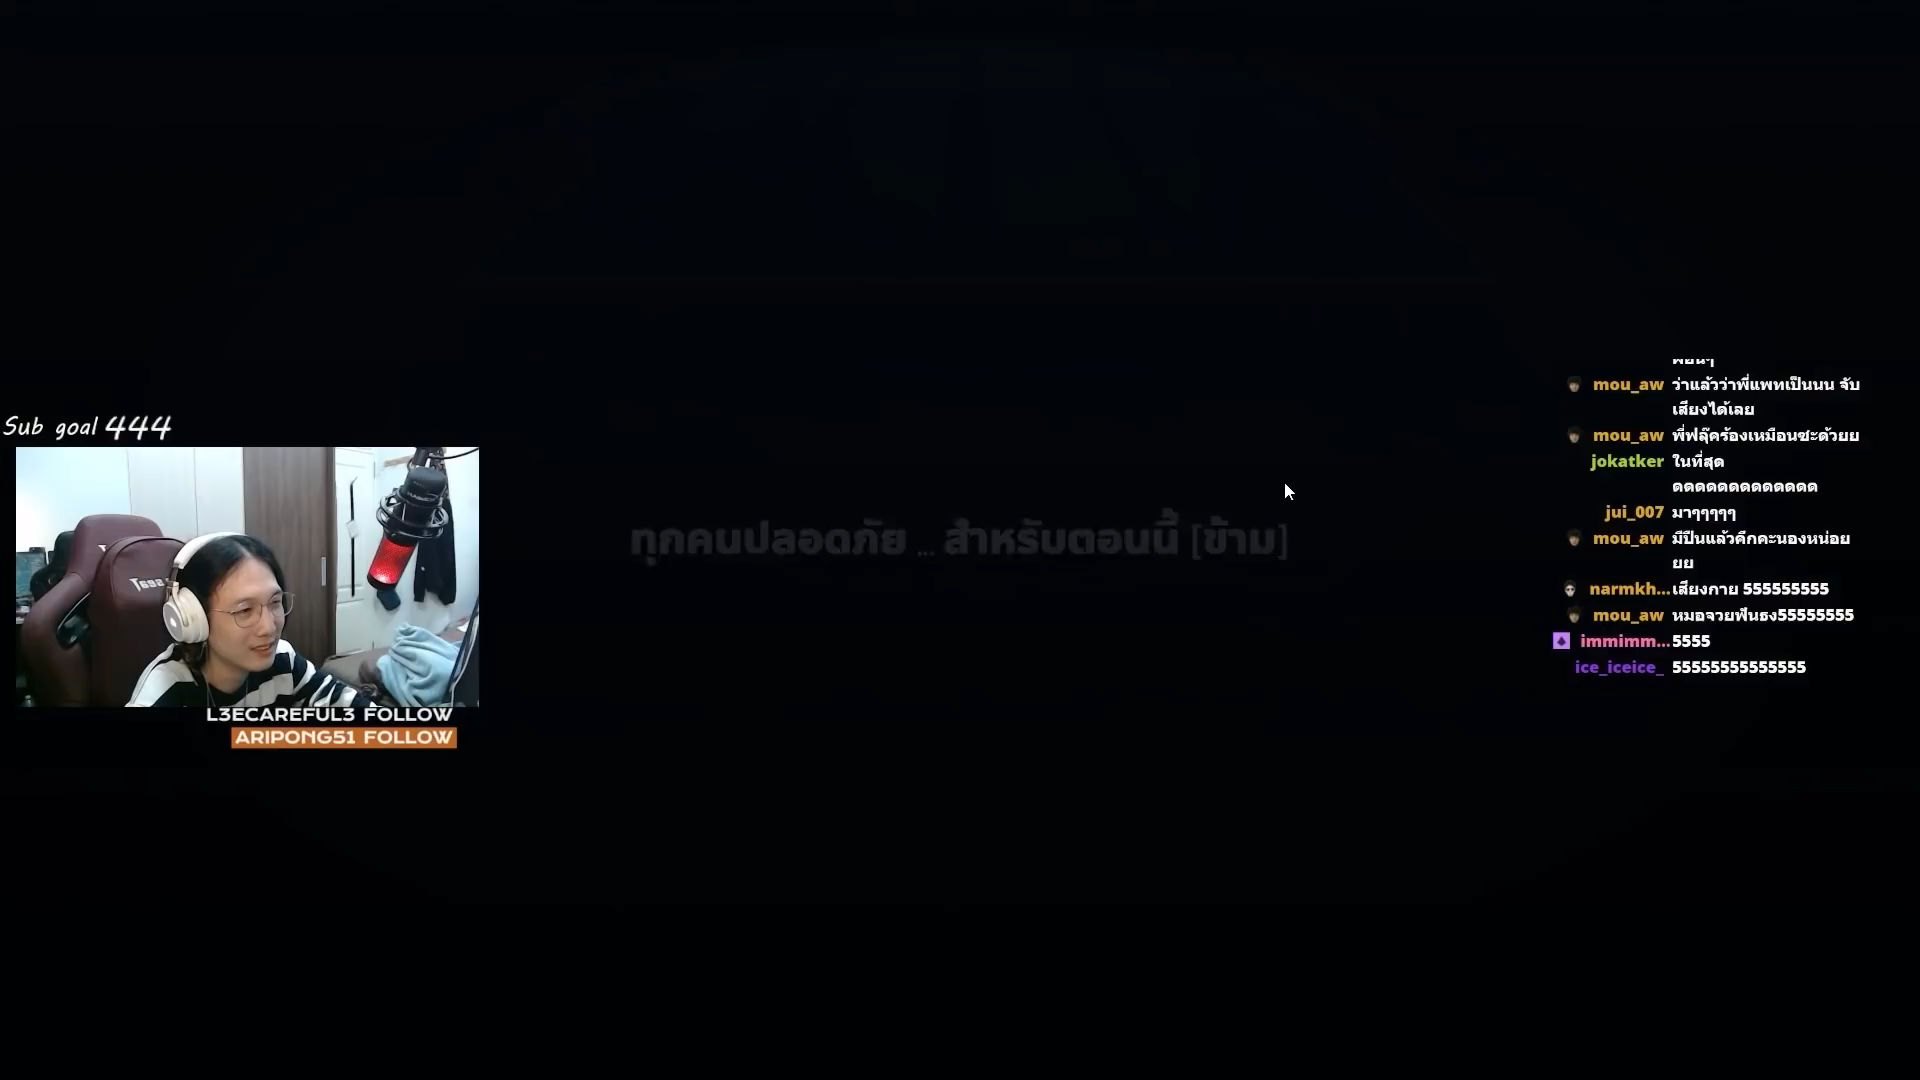 Sub goal 444
L3ECAREFUL3 FOLLOW
ARIPONG51 FOLLOW
ทุกคนปลอดภัย ... สำหรับตอนนี้ [ข้าม]
mou_aw ว่าแล้วว่าพี่แพทเป็นนน จับ
เสียงได้เลย
mou_aw พี่ฟลุ๊คร้องเหมือนซะด้วยย
jokatker ในที่สุด
ดดดดดดดดดดดดด
jui_007 มาๆๆๆๆๆ
mou_aw มีปืนแล้วคึกคะนองหน่อย
ยย
narmkh... เสียงกาย 555555555
mou_aw หมอจวยฟันธง55555555
immimm... 5555
ice_iceice_ 55555555555555